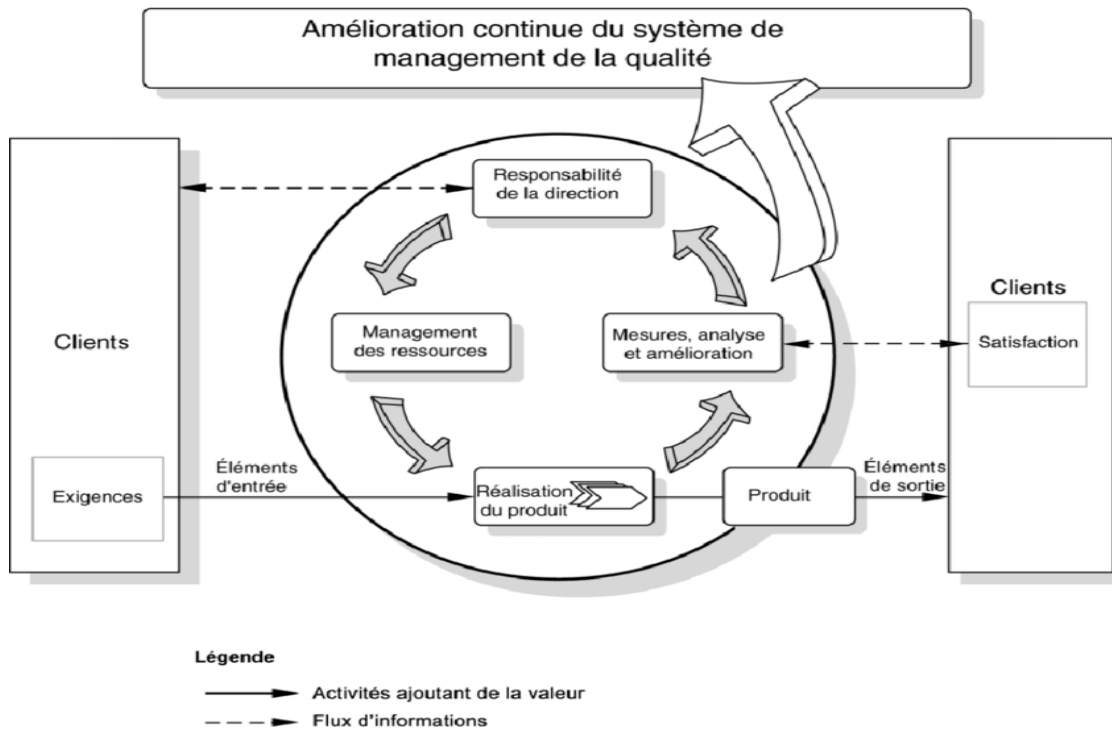 Amélioration continue du système de
management de la qualité
Responsabilité
de la direction
Clients
Management
des ressources
Mesures, analyse
et amélioration
Clients
Satisfaction
Exigences
Éléments
d'entrée
Réalisation
du produit
Produit
Éléments
de sortie
Légende
Activités ajoutant de la valeur
Flux d'informations